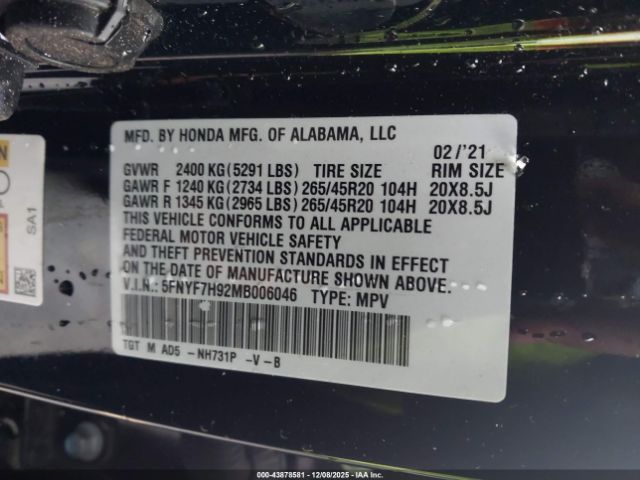 MFD. BY HONDA MFG. OF ALABAMA, LLC
02/'21
GVWR 2400 KG(5291 LBS) TIRE SIZE RIM SIZE
GAWR F 1240 KG(2734 LBS) 265/45R20 104H 20X8.5J
GAWR R 1345 KG(2965 LBS) 265/45R20 104H 20X8.5J
THIS VEHICLE CONFORMS TO ALL APPLICABLE
FEDERAL MOTOR VEHICLE SAFETY
AND THEFT PREVENTION STANDARDS IN EFFECT
ON THE DATE OF MANUFACTURE SHOWN ABOVE.
V.I.N.: 5FNYF7H92MB006046 TYPE: MPV
TGT M AD5 -NH731P -V-B
SA1
000-43878581 - 12/08/2025 - IAAI.COM